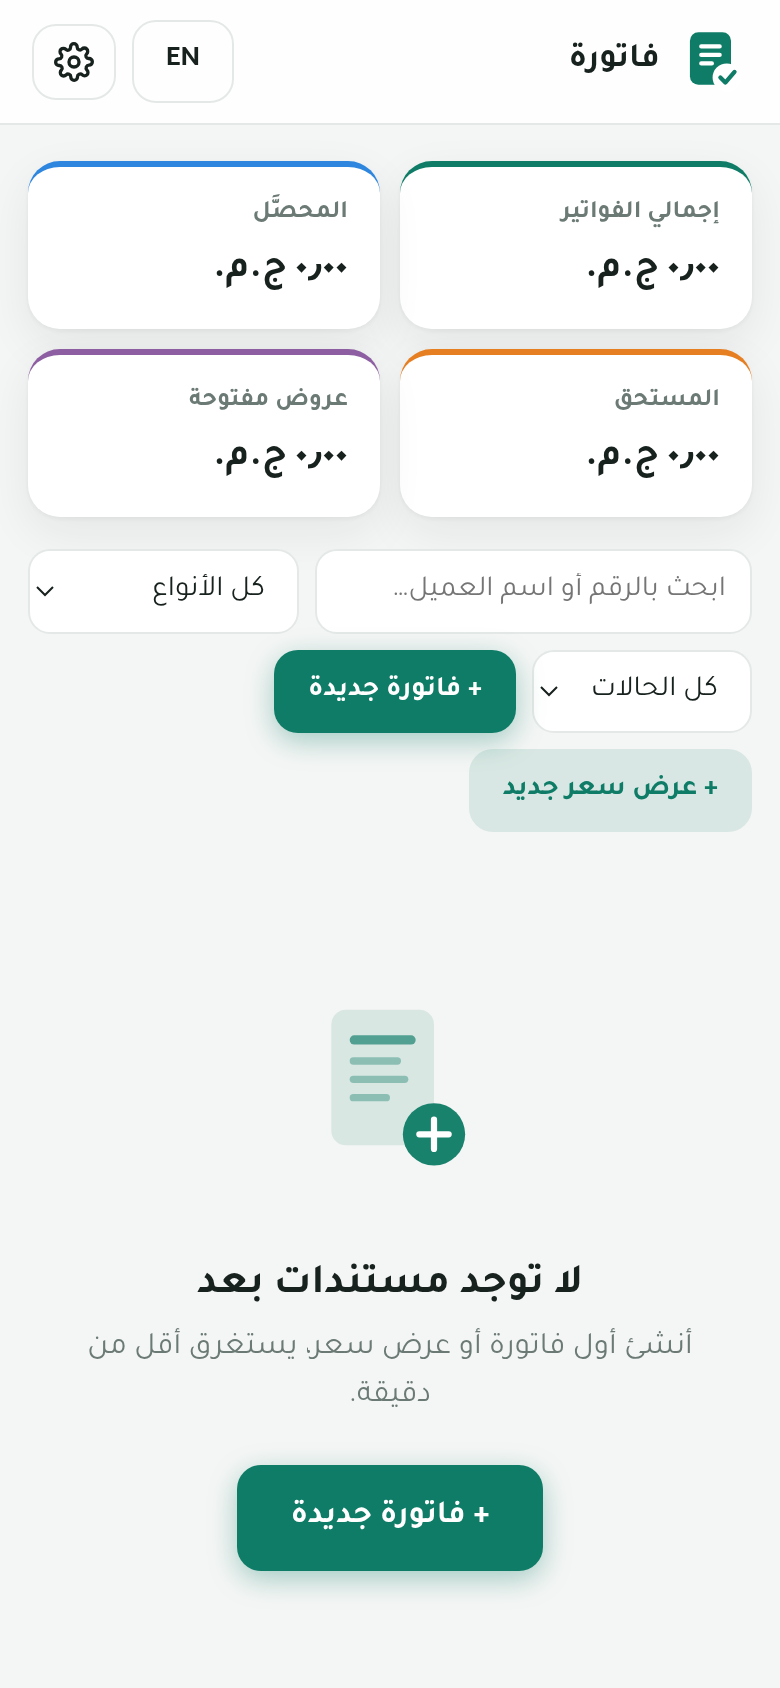 فاتورة
EN
إجمالي الفواتير
٠٫٠٠ ج.م.
المحصَّل
٠٫٠٠ ج.م.
المستحق
٠٫٠٠ ج.م.
عروض مفتوحة
٠٫٠٠ ج.م.
ابحث بالرقم أو اسم العميل...
كل الأنواع
كل الحالات
+ فاتورة جديدة
+ عرض سعر جديد
لا توجد مستندات بعد
أنشئ أول فاتورة أو عرض سعر، يستغرق أقل من
دقيقة.
+ فاتورة جديدة